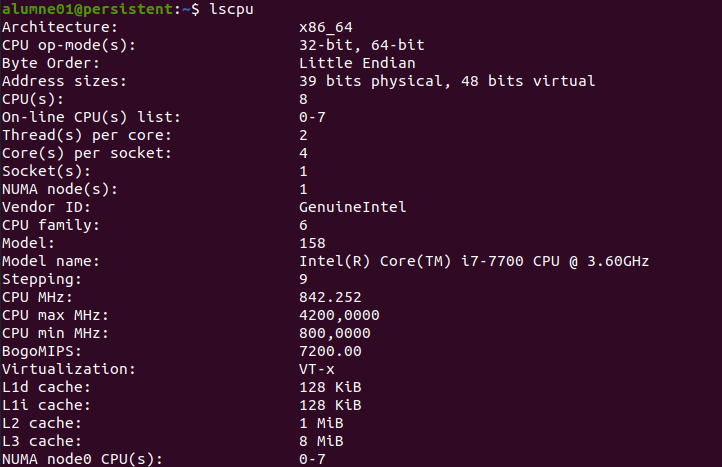 alumne01@persistent:~$ lscpu
Architecture: x86_64
CPU op-mode(s): 32-bit, 64-bit
Byte Order: Little Endian
Address sizes: 39 bits physical, 48 bits virtual
CPU(s): 8
On-line CPU(s) list: 0-7
Thread(s) per core: 2
Core(s) per socket: 4
Socket(s): 1
NUMA node(s): 1
Vendor ID: GenuineIntel
CPU family: 6
Model: 158
Model name: Intel(R) Core(TM) i7-7700 CPU @ 3.60GHz
Stepping: 9
CPU MHz: 842.252
CPU max MHz: 4200,0000
CPU min MHz: 800,0000
BogoMIPS: 7200.00
Virtualization: VT-x
L1d cache: 128 KiB
L1i cache: 128 KiB
L2 cache: 1 MiB
L3 cache: 8 MiB
NUMA node0 CPU(s): 0-7